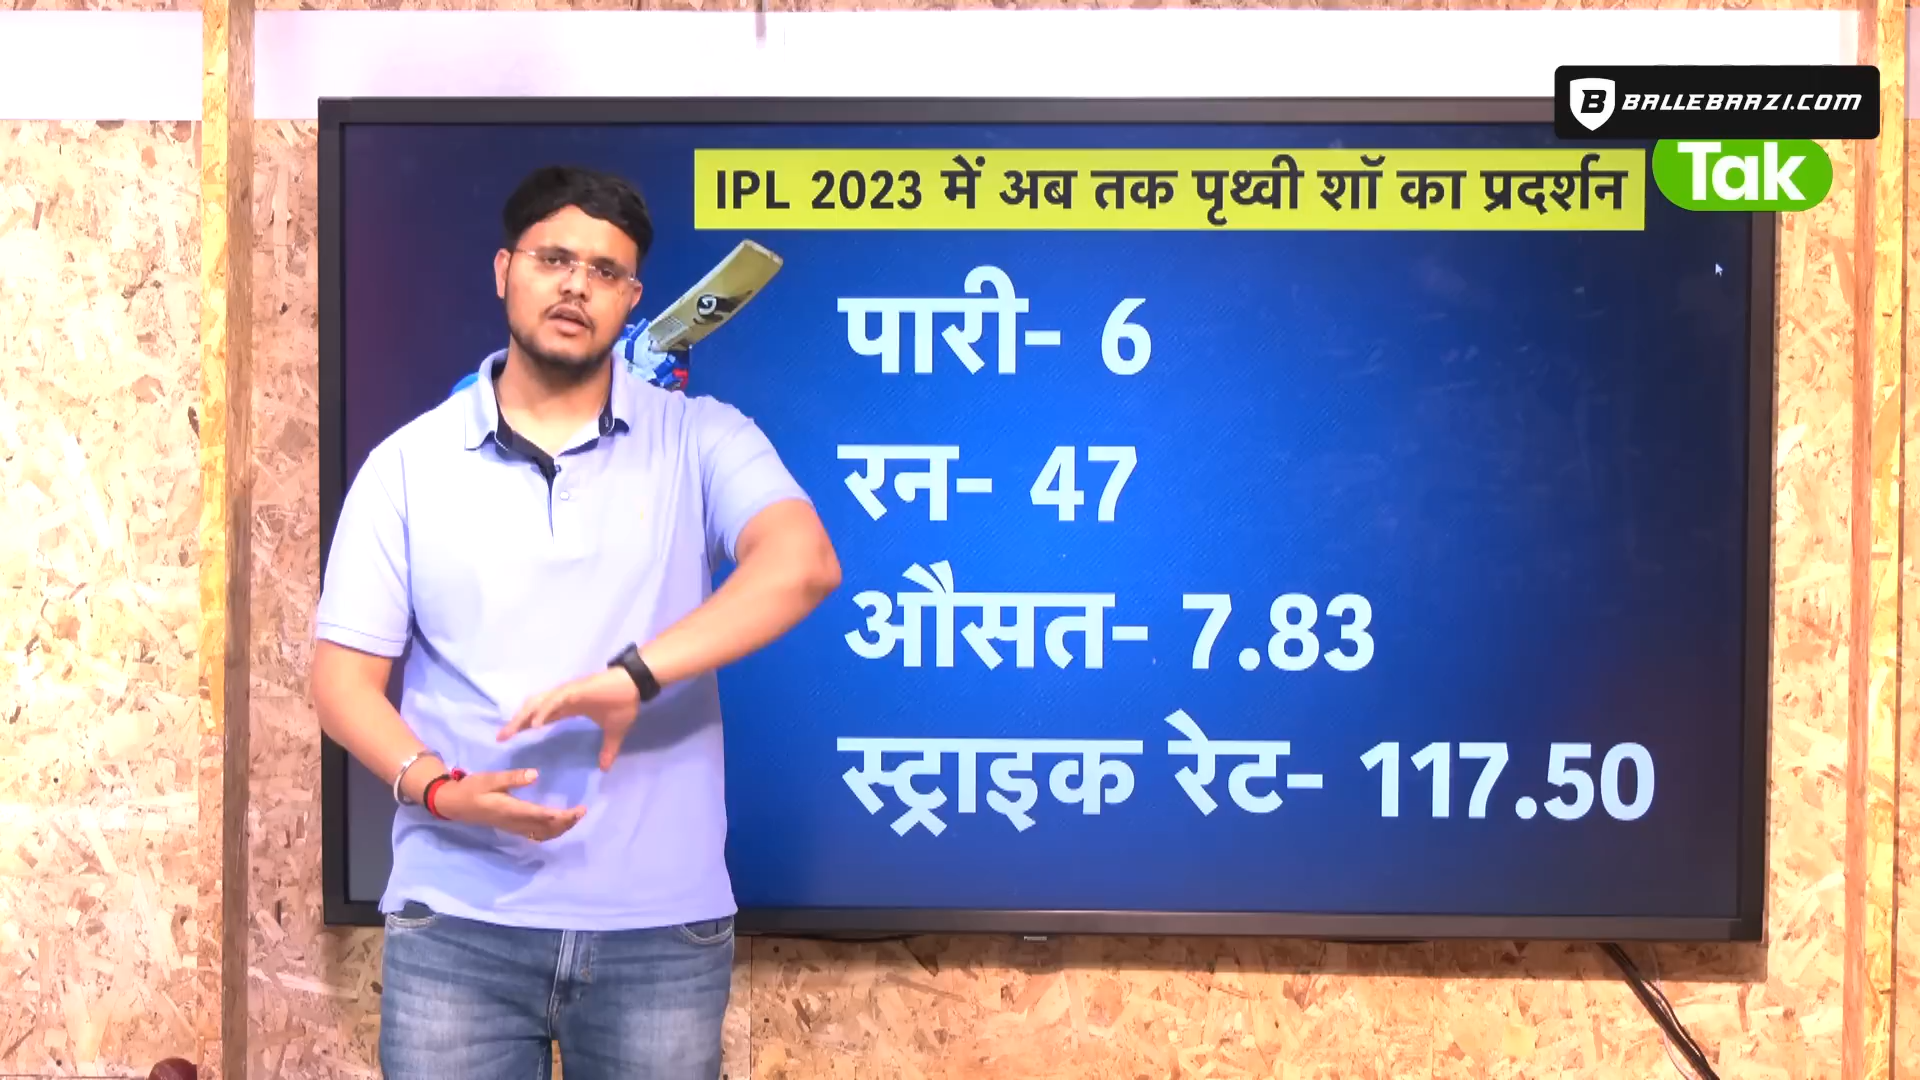 B BALLEBAAZI.COM
Tak
IPL 2023 में अब तक पृथ्वी शॉ का प्रदर्शन
पारी- 6
रन- 47
औसत- 7.83
स्ट्राइक रेट- 117.50